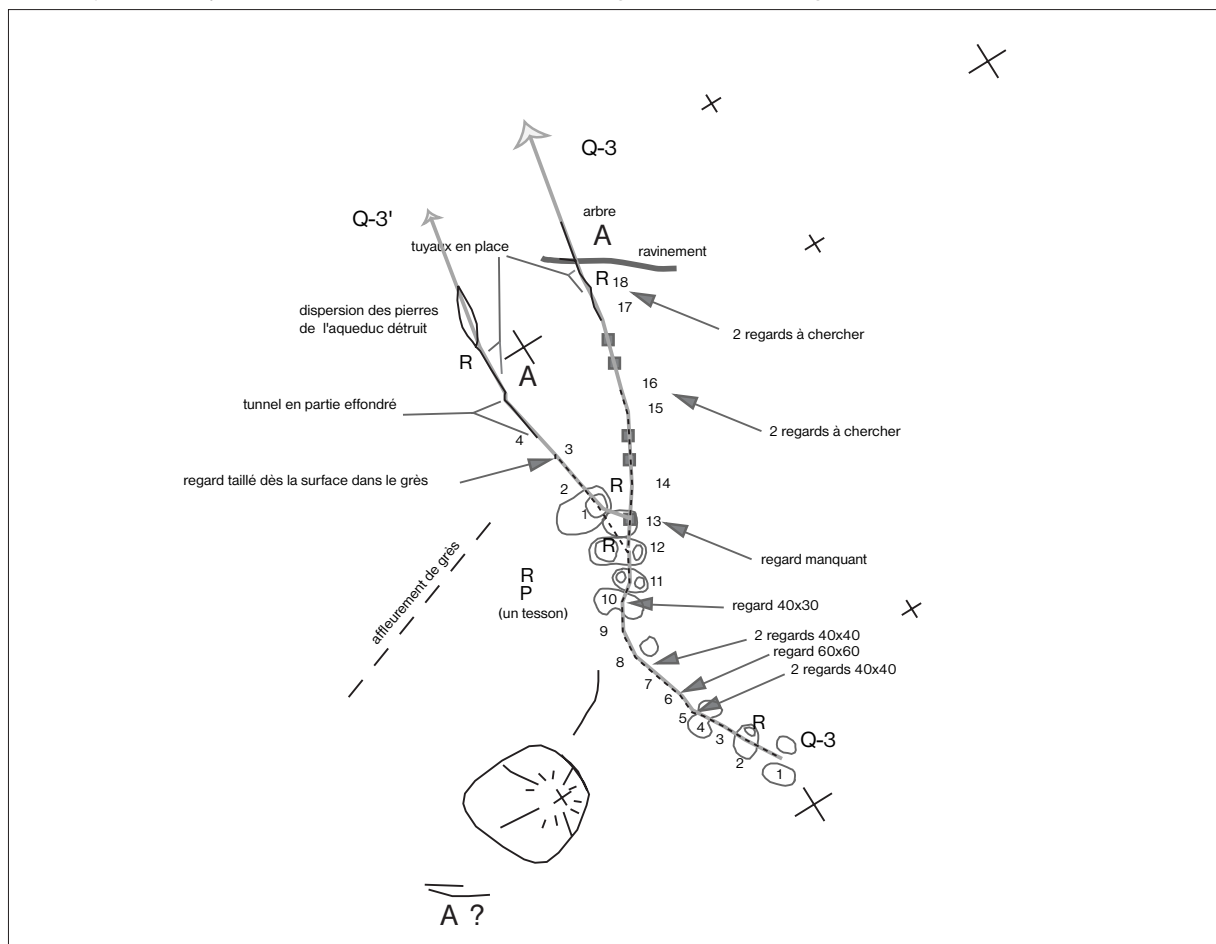 Q-3
Q-3'
arbre
A
tuyaux en place
ravinement
R
18
17
dispersion des pierres
de l'aqueduc détruit
2 regards à chercher
R
A
16
15
tunnel en partie effondré
2 regards à chercher
4
3
regard taillé dès la surface dans le grès
2
R
14
1
13
regard manquant
R
12
affleurement de grès
R
P
(un tesson)
11
10
regard 40x30
9
2 regards 40x40
8
regard 60x60
7
2 regards 40x40
6
5
4
3
R
Q-3
2
1
A ?